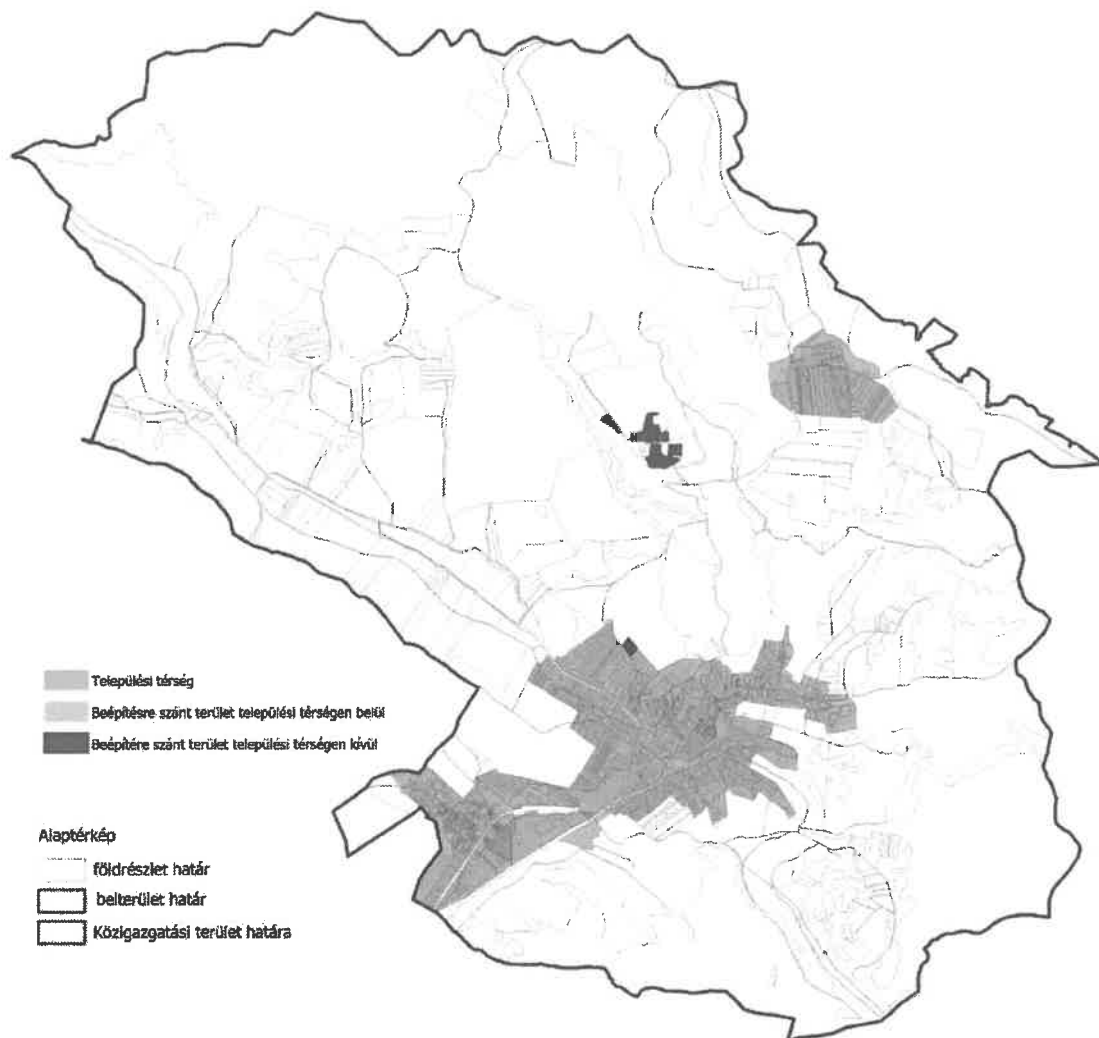 Települési térség
Beépítésre szánt terület települési térségen belül
Beépítére szánt terület települési térségen kívül
Alaptérkép
földrészlet határ
belterület határ
Közigazgatási terület határa